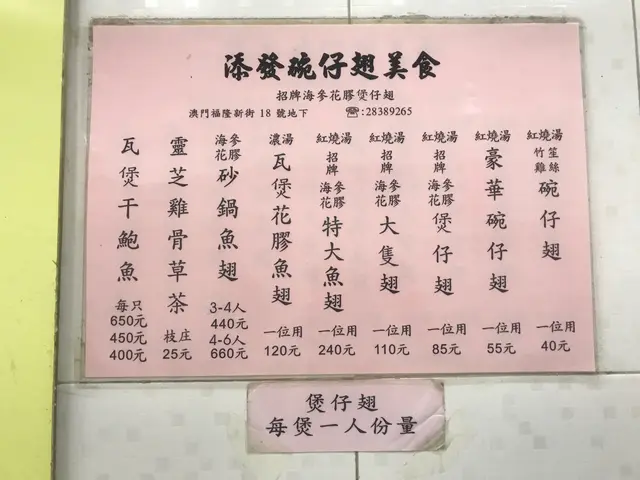 添發碗仔翅美食
招牌海參花膠煲仔翅
澳門福隆新街 18 號地下 ☎:28389265
紅燒湯 竹笙雞絲 碗仔翅 一位用 40元
紅燒湯 豪華碗仔翅 一位用 55元
紅燒湯 招牌 海參花膠 煲仔翅 一位用 85元
紅燒湯 招牌 海參花膠 大隻翅 一位用 110元
紅燒湯 招牌 海參花膠 特大魚翅 一位用 240元
濃湯 瓦煲花膠魚翅 一位用 120元
海參花膠 砂鍋魚翅 3-4人 440元 4-6人 660元
靈芝雞骨草茶 枝庄 25元
瓦煲干鮑魚 每只 650元 450元 400元
煲仔翅
每煲一人份量